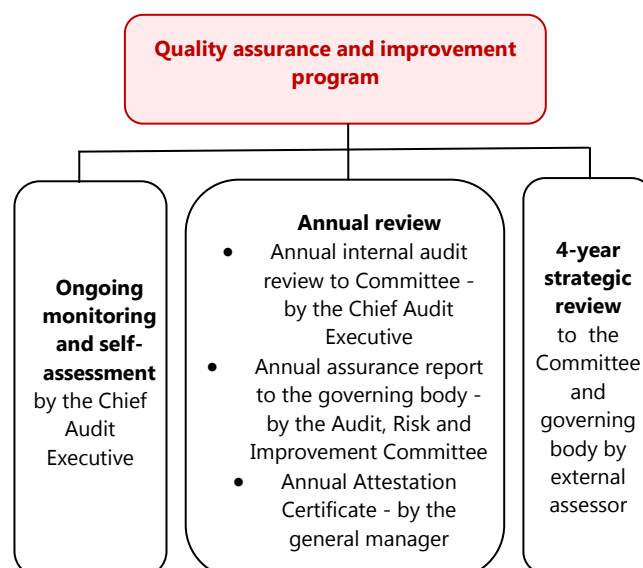 Quality assurance and improvement
program
Ongoing
monitoring
and self-
assessment
by the Chief
Audit
Executive
Annual review
• Annual internal audit
review to Committee -
by the Chief Audit
Executive
• Annual assurance report
to the governing body -
by the Audit, Risk and
Improvement Committee
• Annual Attestation
Certificate - by the
general manager
4-year
strategic
review
to the
Committee
and
governing
body by
external
assessor